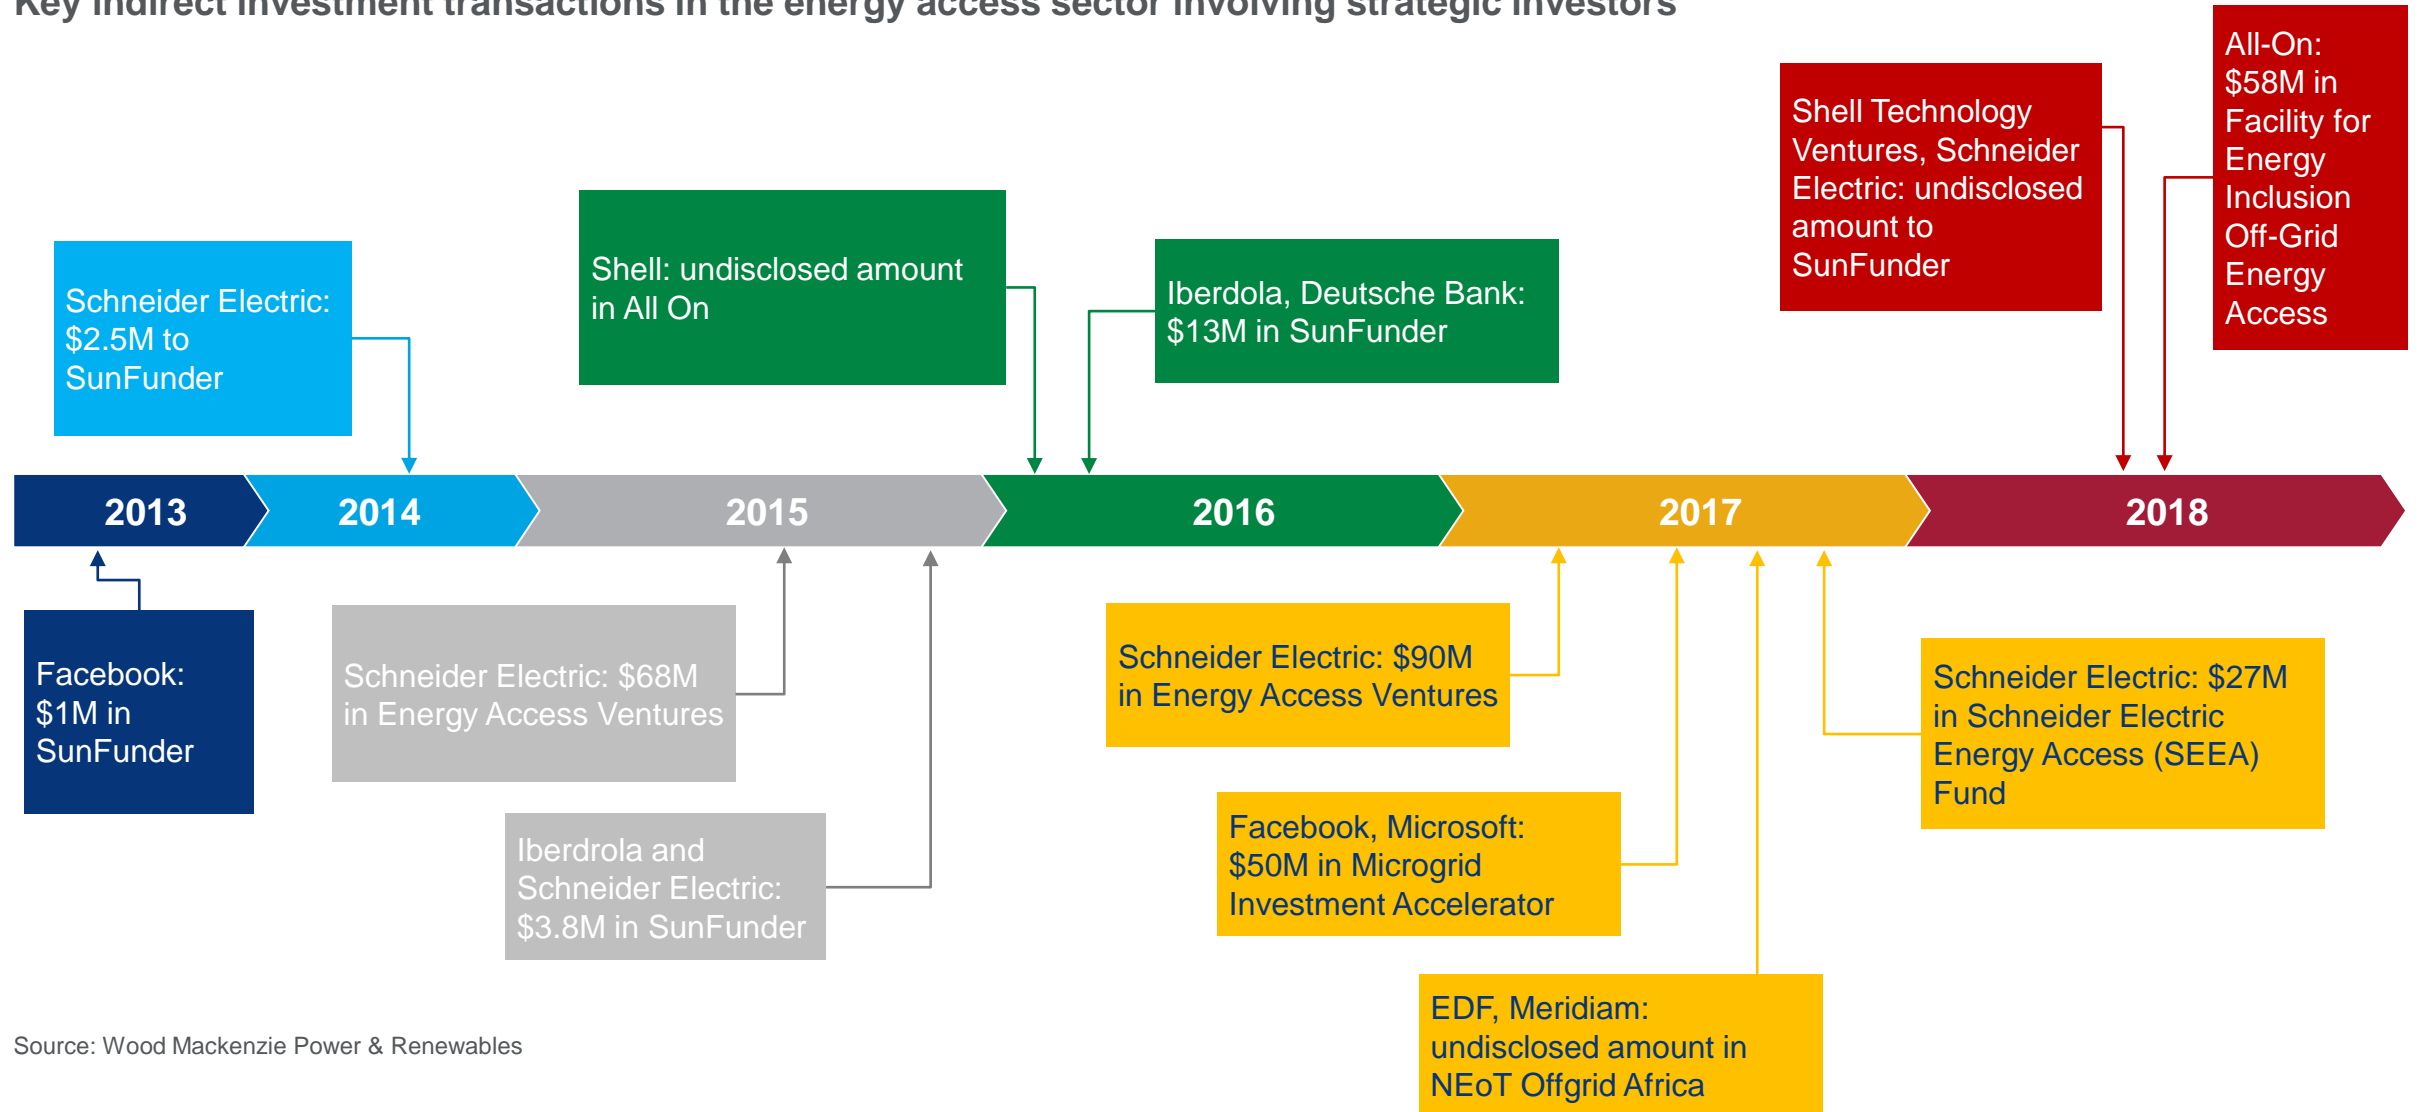 Key indirect investment transactions in the energy access sector involving strategic investors
All-On:
$58M in
Facility for
Energy
Inclusion
Off-Grid
Energy
Access
Shell Technology
Ventures, Schneider
Electric: undisclosed
amount to
SunFunder
Shell: undisclosed amount
in All On
Iberdola, Deutsche Bank:
$13M in SunFunder
Schneider Electric:
$2.5M to
SunFunder
2013
2014
2015
2016
2017
2018
Facebook:
$1M in
SunFunder
Schneider Electric: $68M
in Energy Access Ventures
Iberdrola and
Schneider Electric:
$3.8M in SunFunder
Schneider Electric: $90M
in Energy Access Ventures
Facebook, Microsoft:
$50M in Microgrid
Investment Accelerator
EDF, Meridiam:
undisclosed amount in
NEoT Offgrid Africa
Schneider Electric: $27M
in Schneider Electric
Energy Access (SEEA)
Fund
Source: Wood Mackenzie Power & Renewables